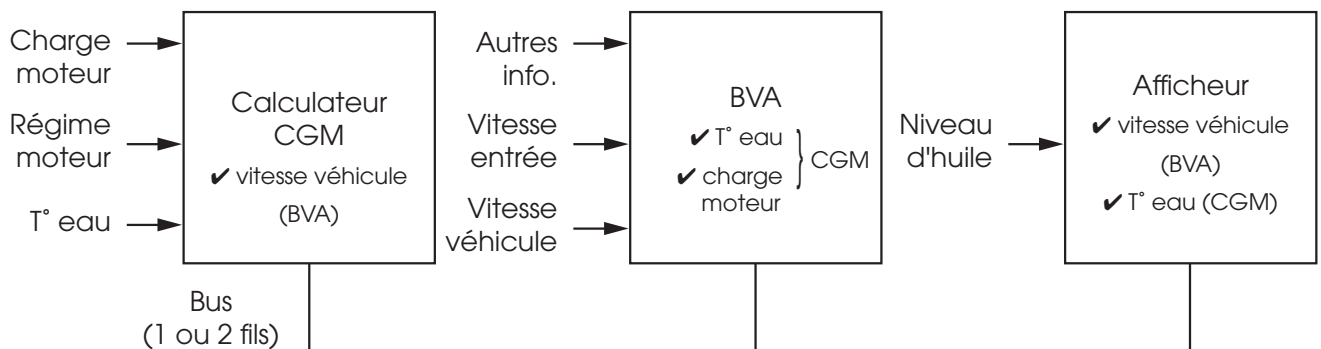 Charge
moteur
Régime
moteur
T° eau
Calculateur
CGM
✔ vitesse véhicule
(BVA)
Bus
(1 ou 2 fils)
Autres
info.
Vitesse
entrée
Vitesse
véhicule
BVA
✔ T° eau
✔ charge
moteur
CGM
Niveau
d'huile
Afficheur
✔ vitesse véhicule
(BVA)
✔ T° eau (CGM)